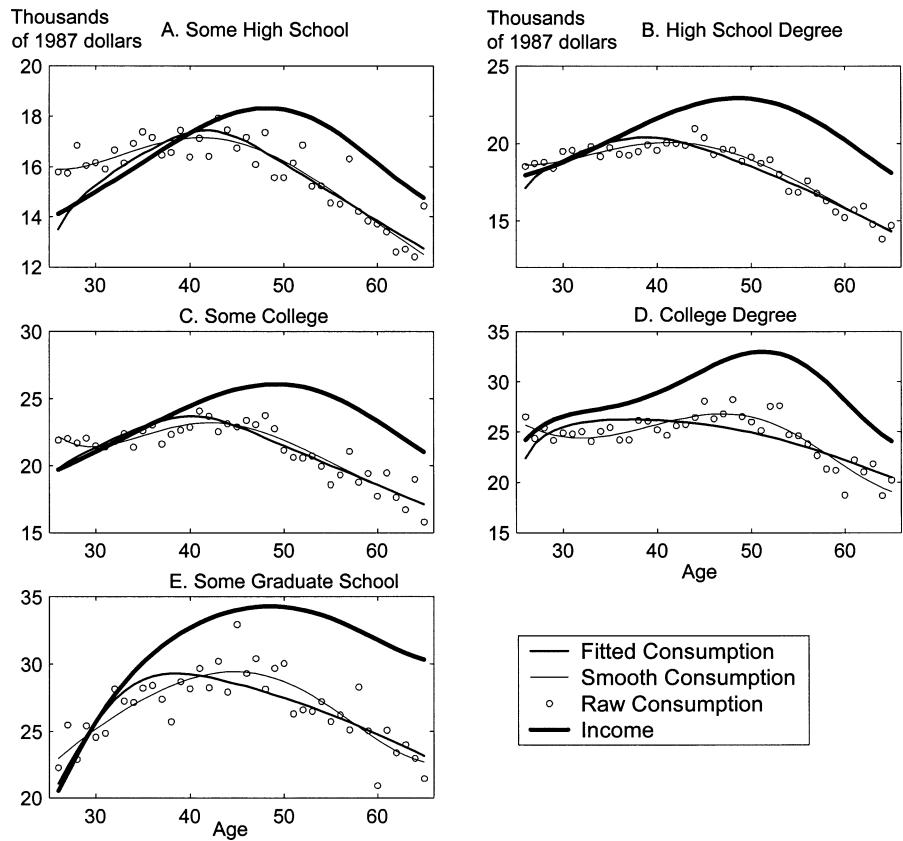 Thousands
of 1987 dollars
A. Some High School
20
18
16
14
12
30
40
50
60
Thousands
of 1987 dollars
B. High School Degree
25
20
15
30
40
50
60
C. Some College
30
25
20
15
30
40
50
60
D. College Degree
35
30
25
20
15
30
40
50
60
Age
E. Some Graduate School
35
30
25
20
30
40
50
60
Age
Fitted Consumption
Smooth Consumption
Raw Consumption
Income